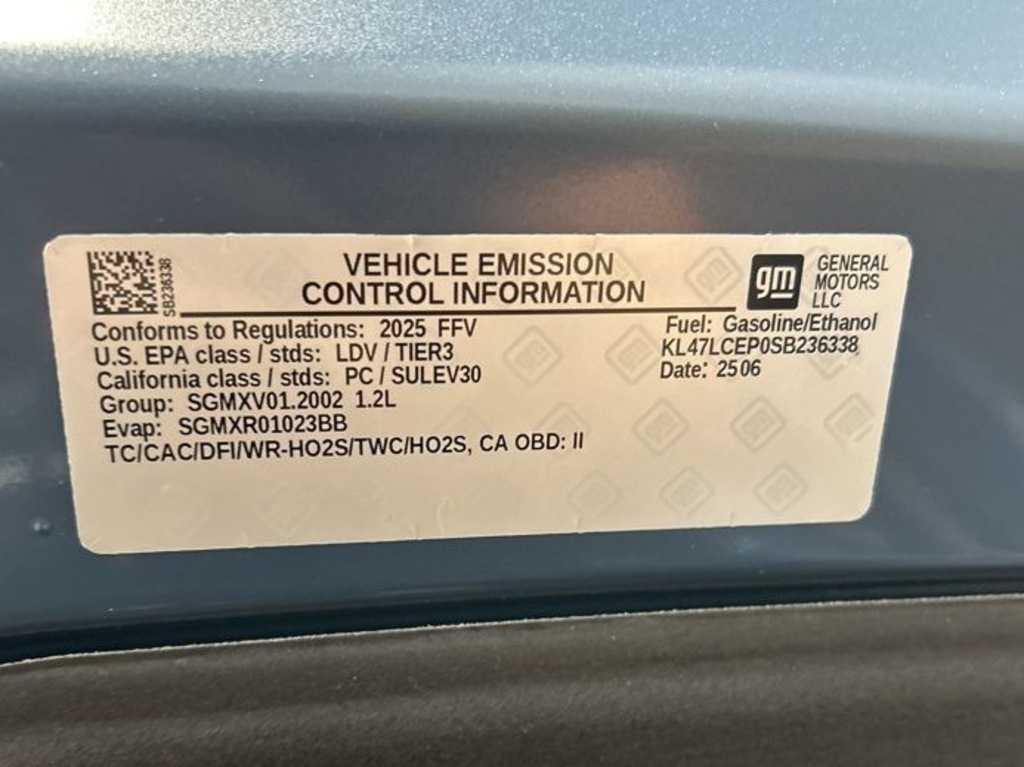 SB236338
VEHICLE EMISSION
CONTROL INFORMATION
gm
GENERAL
MOTORS
LLC
Conforms to Regulations: 2025 FFV
U.S. EPA class / stds: LDV / TIER3
California class / stds: PC / SULEV30
Group: SGMXV01.2002 1.2L
Evap: SGMXR01023BB
TC/CAC/DFI/WR-HO2S/TWC/HO2S, CA OBD: II
Fuel: Gasoline/Ethanol
KL47LCEP0SB236338
Date: 2506